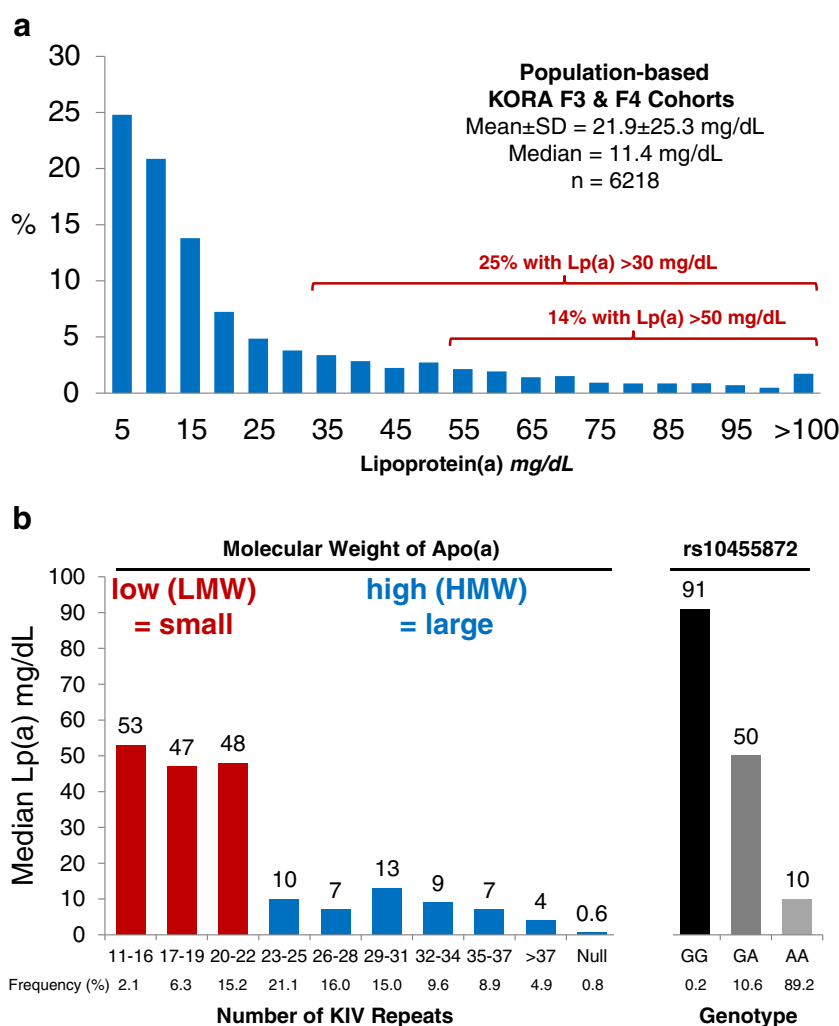 a
30
25
20
15
10
5
0
%
Population-based
KORA F3 & F4 Cohorts
Mean±SD = 21.9±25.3 mg/dL
Median = 11.4 mg/dL
n = 6218
25% with Lp(a) >30 mg/dL
14% with Lp(a) >50 mg/dL
5 15 25 35 45 55 65 75 85 95 >100
Lipoprotein(a) mg/dL
b
Molecular Weight of Apo(a)
rs10455872
low (LMW)
= small
high (HMW)
= large
Median Lp(a) mg/dL
100
90
80
70
60
50
40
30
20
10
0
53 47 48 10 7 13 9 7 4 0.6
91 50 10
11-16 17-19 20-22 23-25 26-28 29-31 32-34 35-37 >37 Null
GG GA AA
Frequency (%) 2.1 6.3 15.2 21.1 16.0 15.0 9.6 8.9 4.9 0.8
0.2 10.6 89.2
Number of KIV Repeats
Genotype